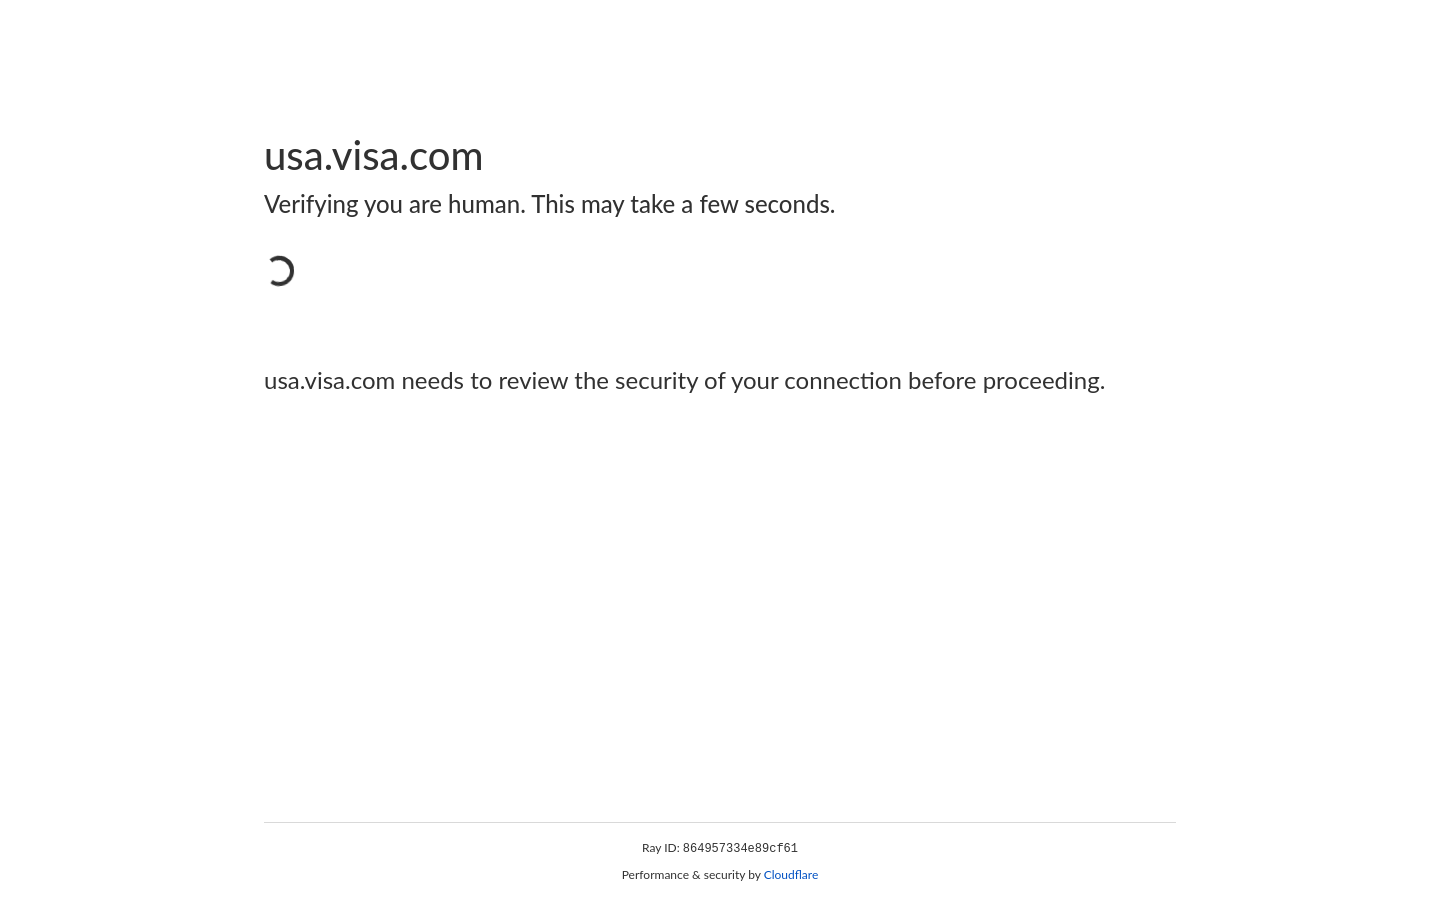 usa.visa.com
Verifying you are human. This may take a few seconds.
usa.visa.com needs to review the security of your connection before proceeding.
Ray ID: 864957334e89cf61
Performance & security by Cloudflare